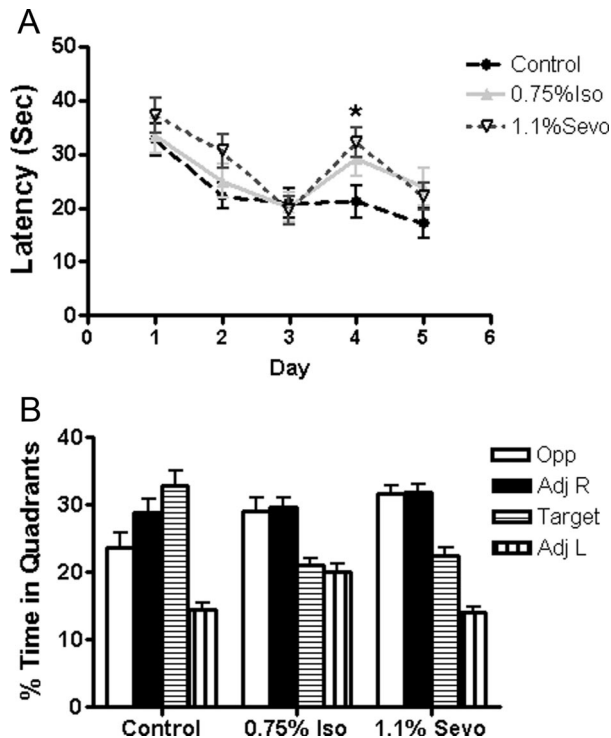 A
50
40
30
20
10
0
Latency (Sec)
*
Control
0.75%Iso
1.1%Sevo
0 1 2 3 4 5 6
Day
B
40
30
20
10
0
% Time in Quadrants
Opp
Adj R
Target
Adj L
Control 0.75% Iso 1.1% Sevo